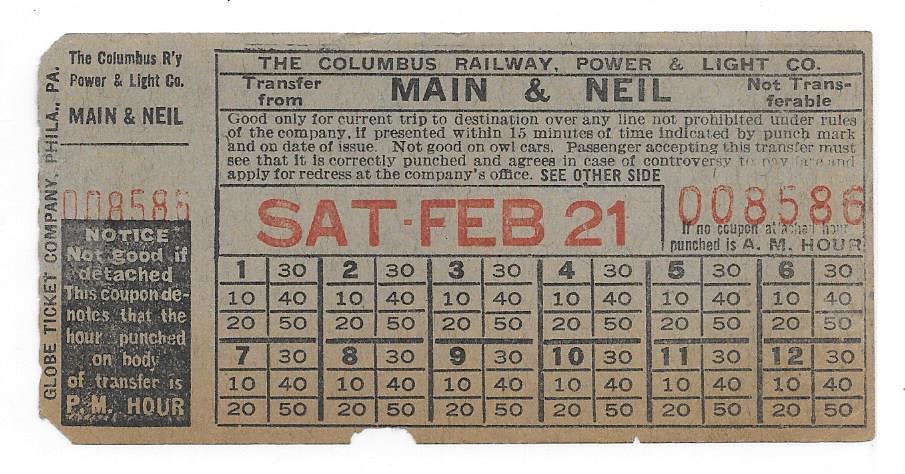 GLOBE TICKET COMPANY, PHILA., PA.
The Columbus R'y
Power & Light Co.
MAIN & NEIL
008586
NOTICE
Not good if
detached
This coupon de-
notes that the
hour punched
on body
of transfer is
P.M. HOUR
THE COLUMBUS RAILWAY, POWER & LIGHT CO.
Transfer from
MAIN & NEIL
Not Trans-
ferable
Good only for current trip to destination over any line not prohibited under rules
of the company, if presented within 15 minutes of time indicated by punch mark
and on date of issue. Not good on owl cars. Passenger accepting this transfer must
see that it is correctly punched and agrees in case of controversy to pay fare and
apply for redress at the company's office. SEE OTHER SIDE
SAT-FEB 21
008586
If no coupon attached hour
punched is A. M. HOUR
1 30 2 30 3 30 4 30 5 30 6 30
10 40 10 40 10 40 10 40 10 40 10 40
20 50 20 50 20 50 20 50 20 50 20 50
7 30 8 30 9 30 10 30 11 30 12 30
10 40 10 40 10 40 10 40 10 40 10 40
20 50 20 50 20 50 20 50 20 50 20 50